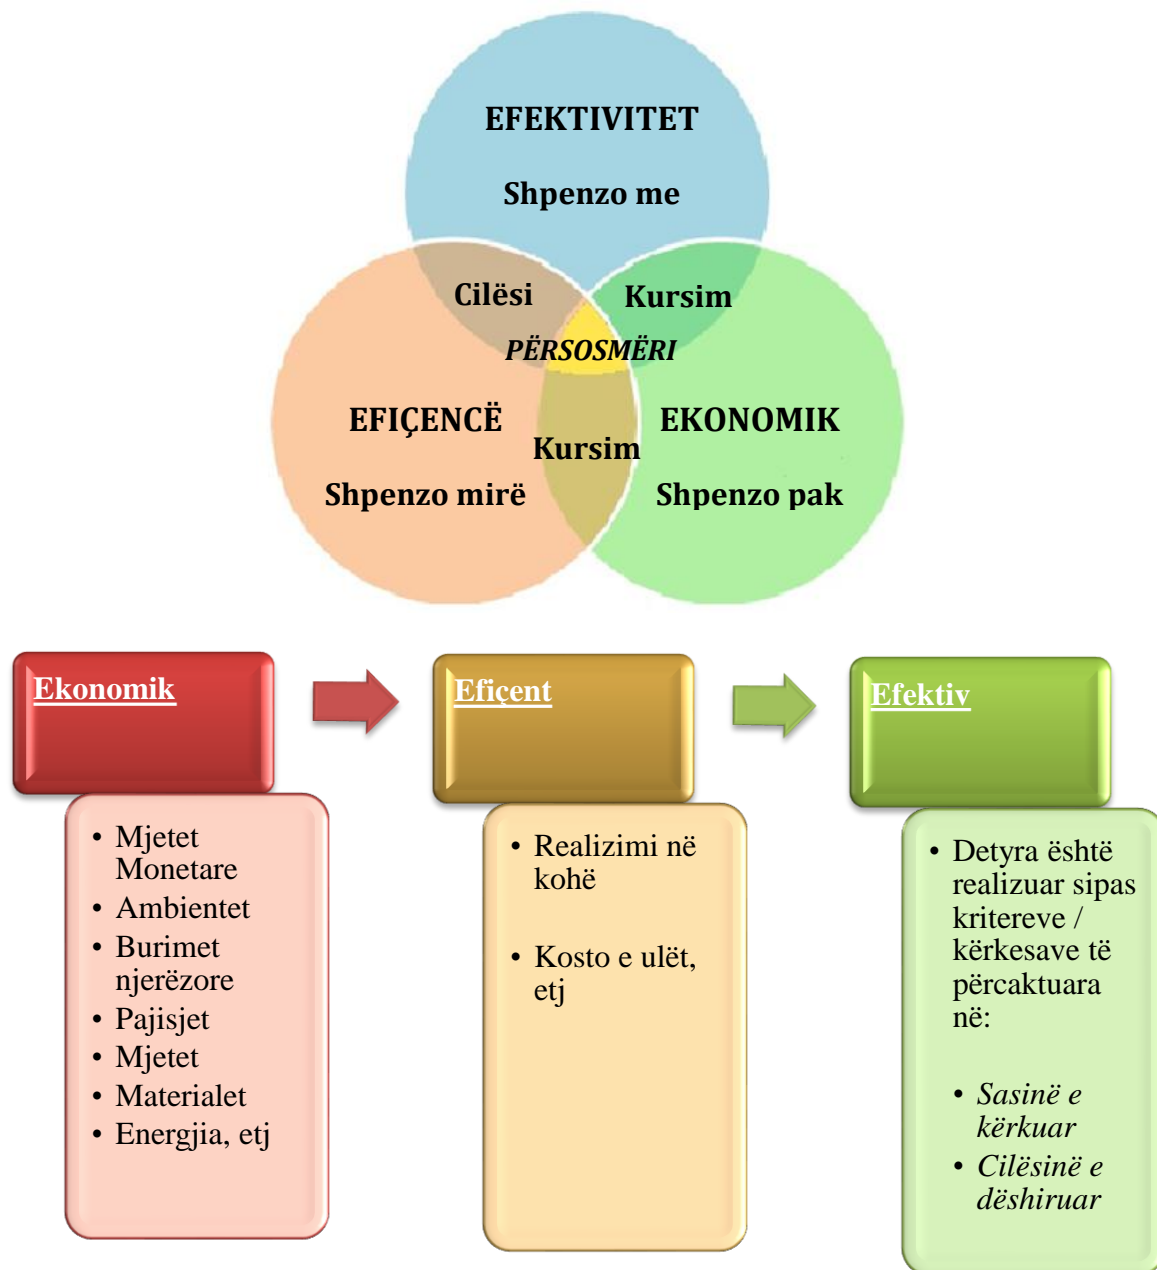 EFEKTIVITET
Shpenzo me
Cilësi
Kursim
PËRSOSMËRI
EFIÇENCË
EKONOMIK
Kursim
Shpenzo mirë
Shpenzo pak
Ekonomik
• Mjetet
Monetare
• Ambientet
• Burimet
njerëzore
• Pajisjet
• Mjetet
• Materialet
• Energjia, etj
Efiçent
• Realizimi në
kohë
• Kosto e ulët,
etj
Efektiv
• Detyra është
realizuar sipas
kritereve /
kërkesave të
përcaktuara
në:
• Sasinë e
kërkuar
• Cilësinë e
dëshiruar